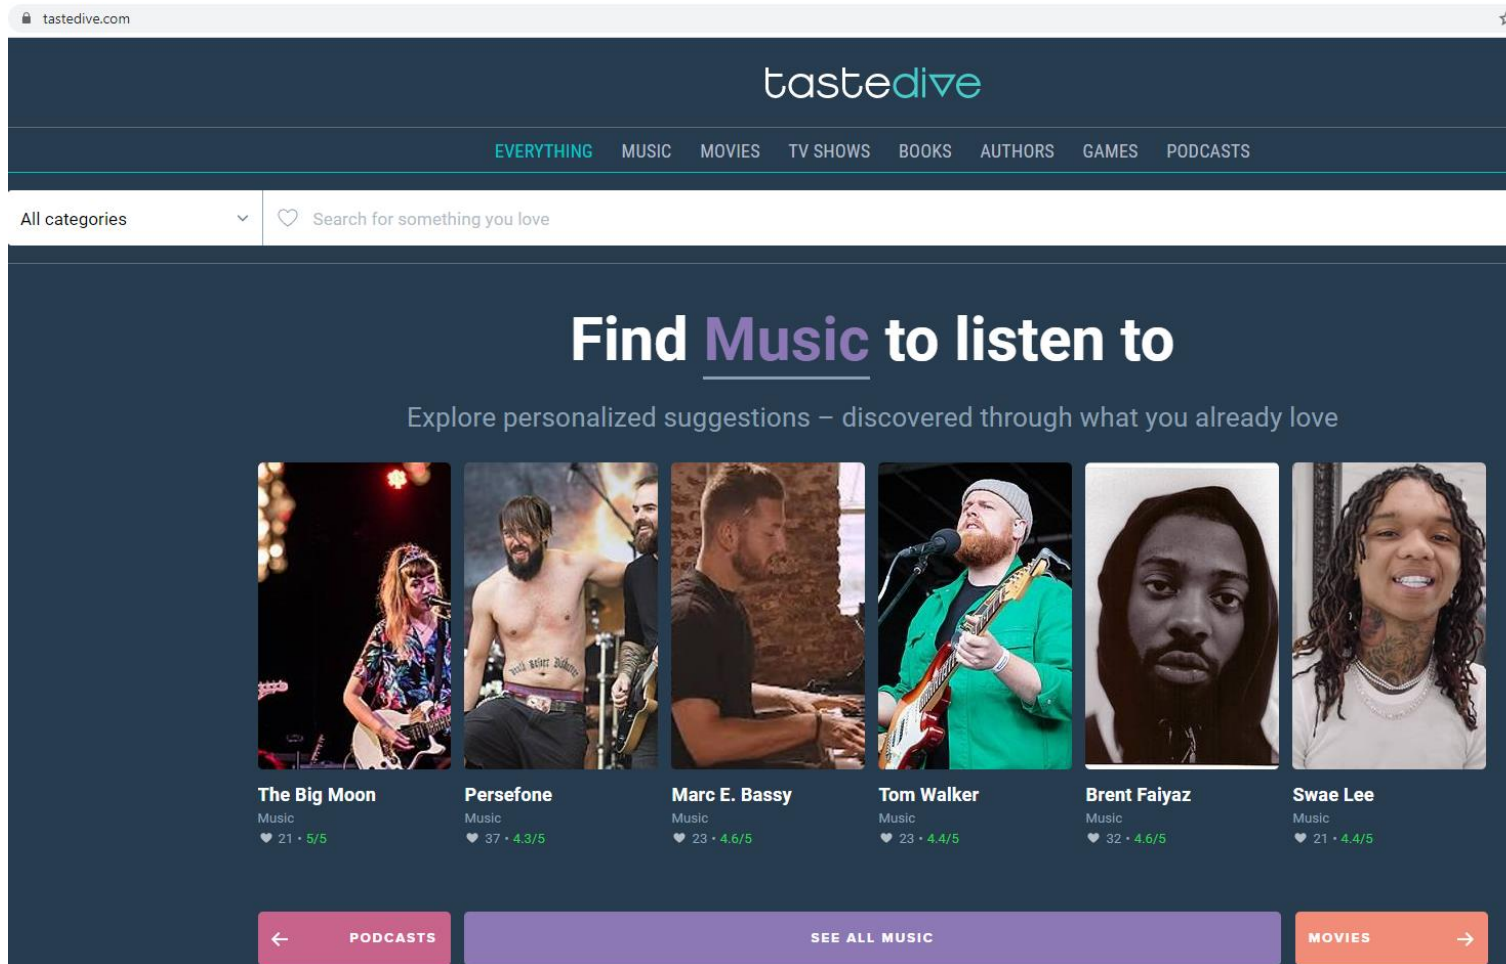 tastedive.com
tastedive
EVERYTHING MUSIC MOVIES TV SHOWS BOOKS AUTHORS GAMES PODCASTS
All categories Search for something you love
Find Music to listen to
Explore personalized suggestions – discovered through what you already love
The Big Moon
Music
21 • 5/5
Persefone
Music
37 • 4.3/5
Marc E. Bassy
Music
23 • 4.6/5
Tom Walker
Music
23 • 4.4/5
Brent Faiyaz
Music
32 • 4.6/5
Swae Lee
Music
21 • 4.4/5
← PODCASTS
SEE ALL MUSIC
MOVIES →